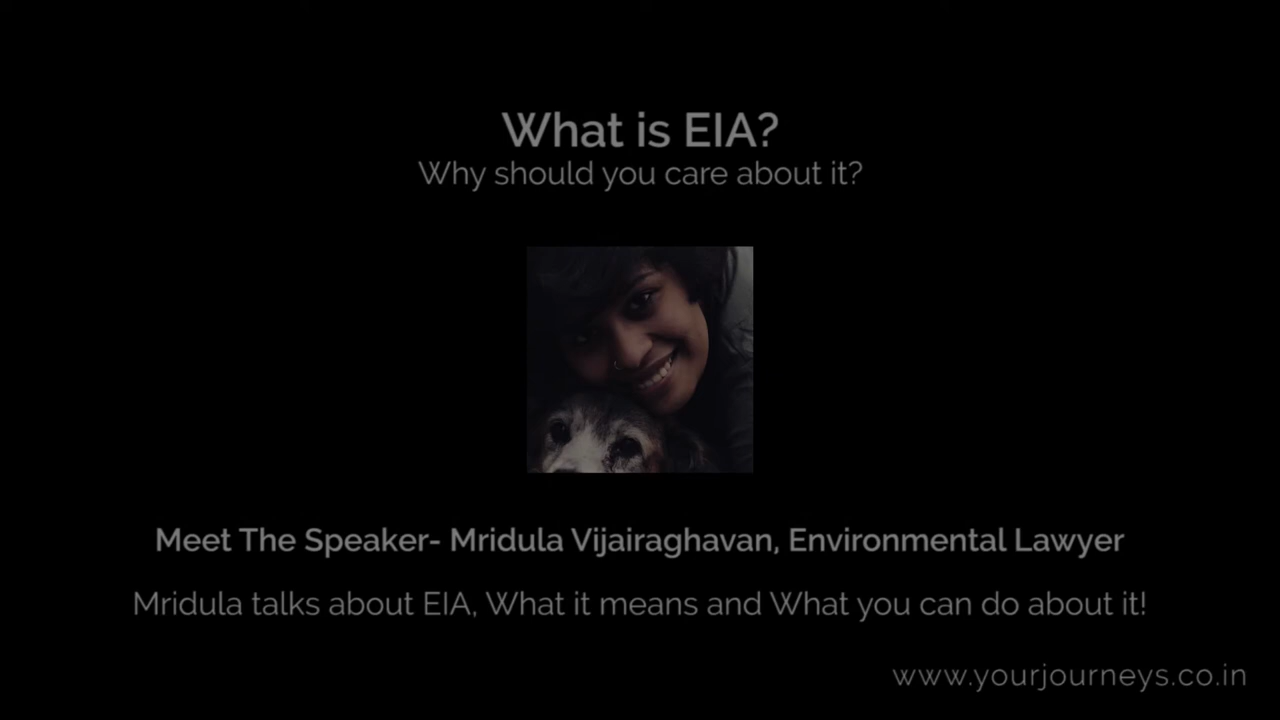 What is EIA?
Why should you care about it?
Meet The Speaker- Mridula Vijairaghavan, Environmental Lawyer
Mridula talks about EIA, What it means and What you can do about it!
www.yourjourneys.co.in